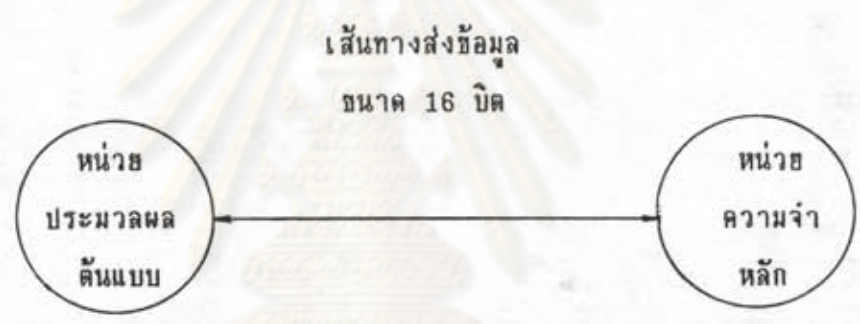 เส้นทางส่งข้อมูล
ขนาด 16 บิต
หน่วย
ประมวลผล
ต้นแบบ
หน่วย
ความจำ
หลัก